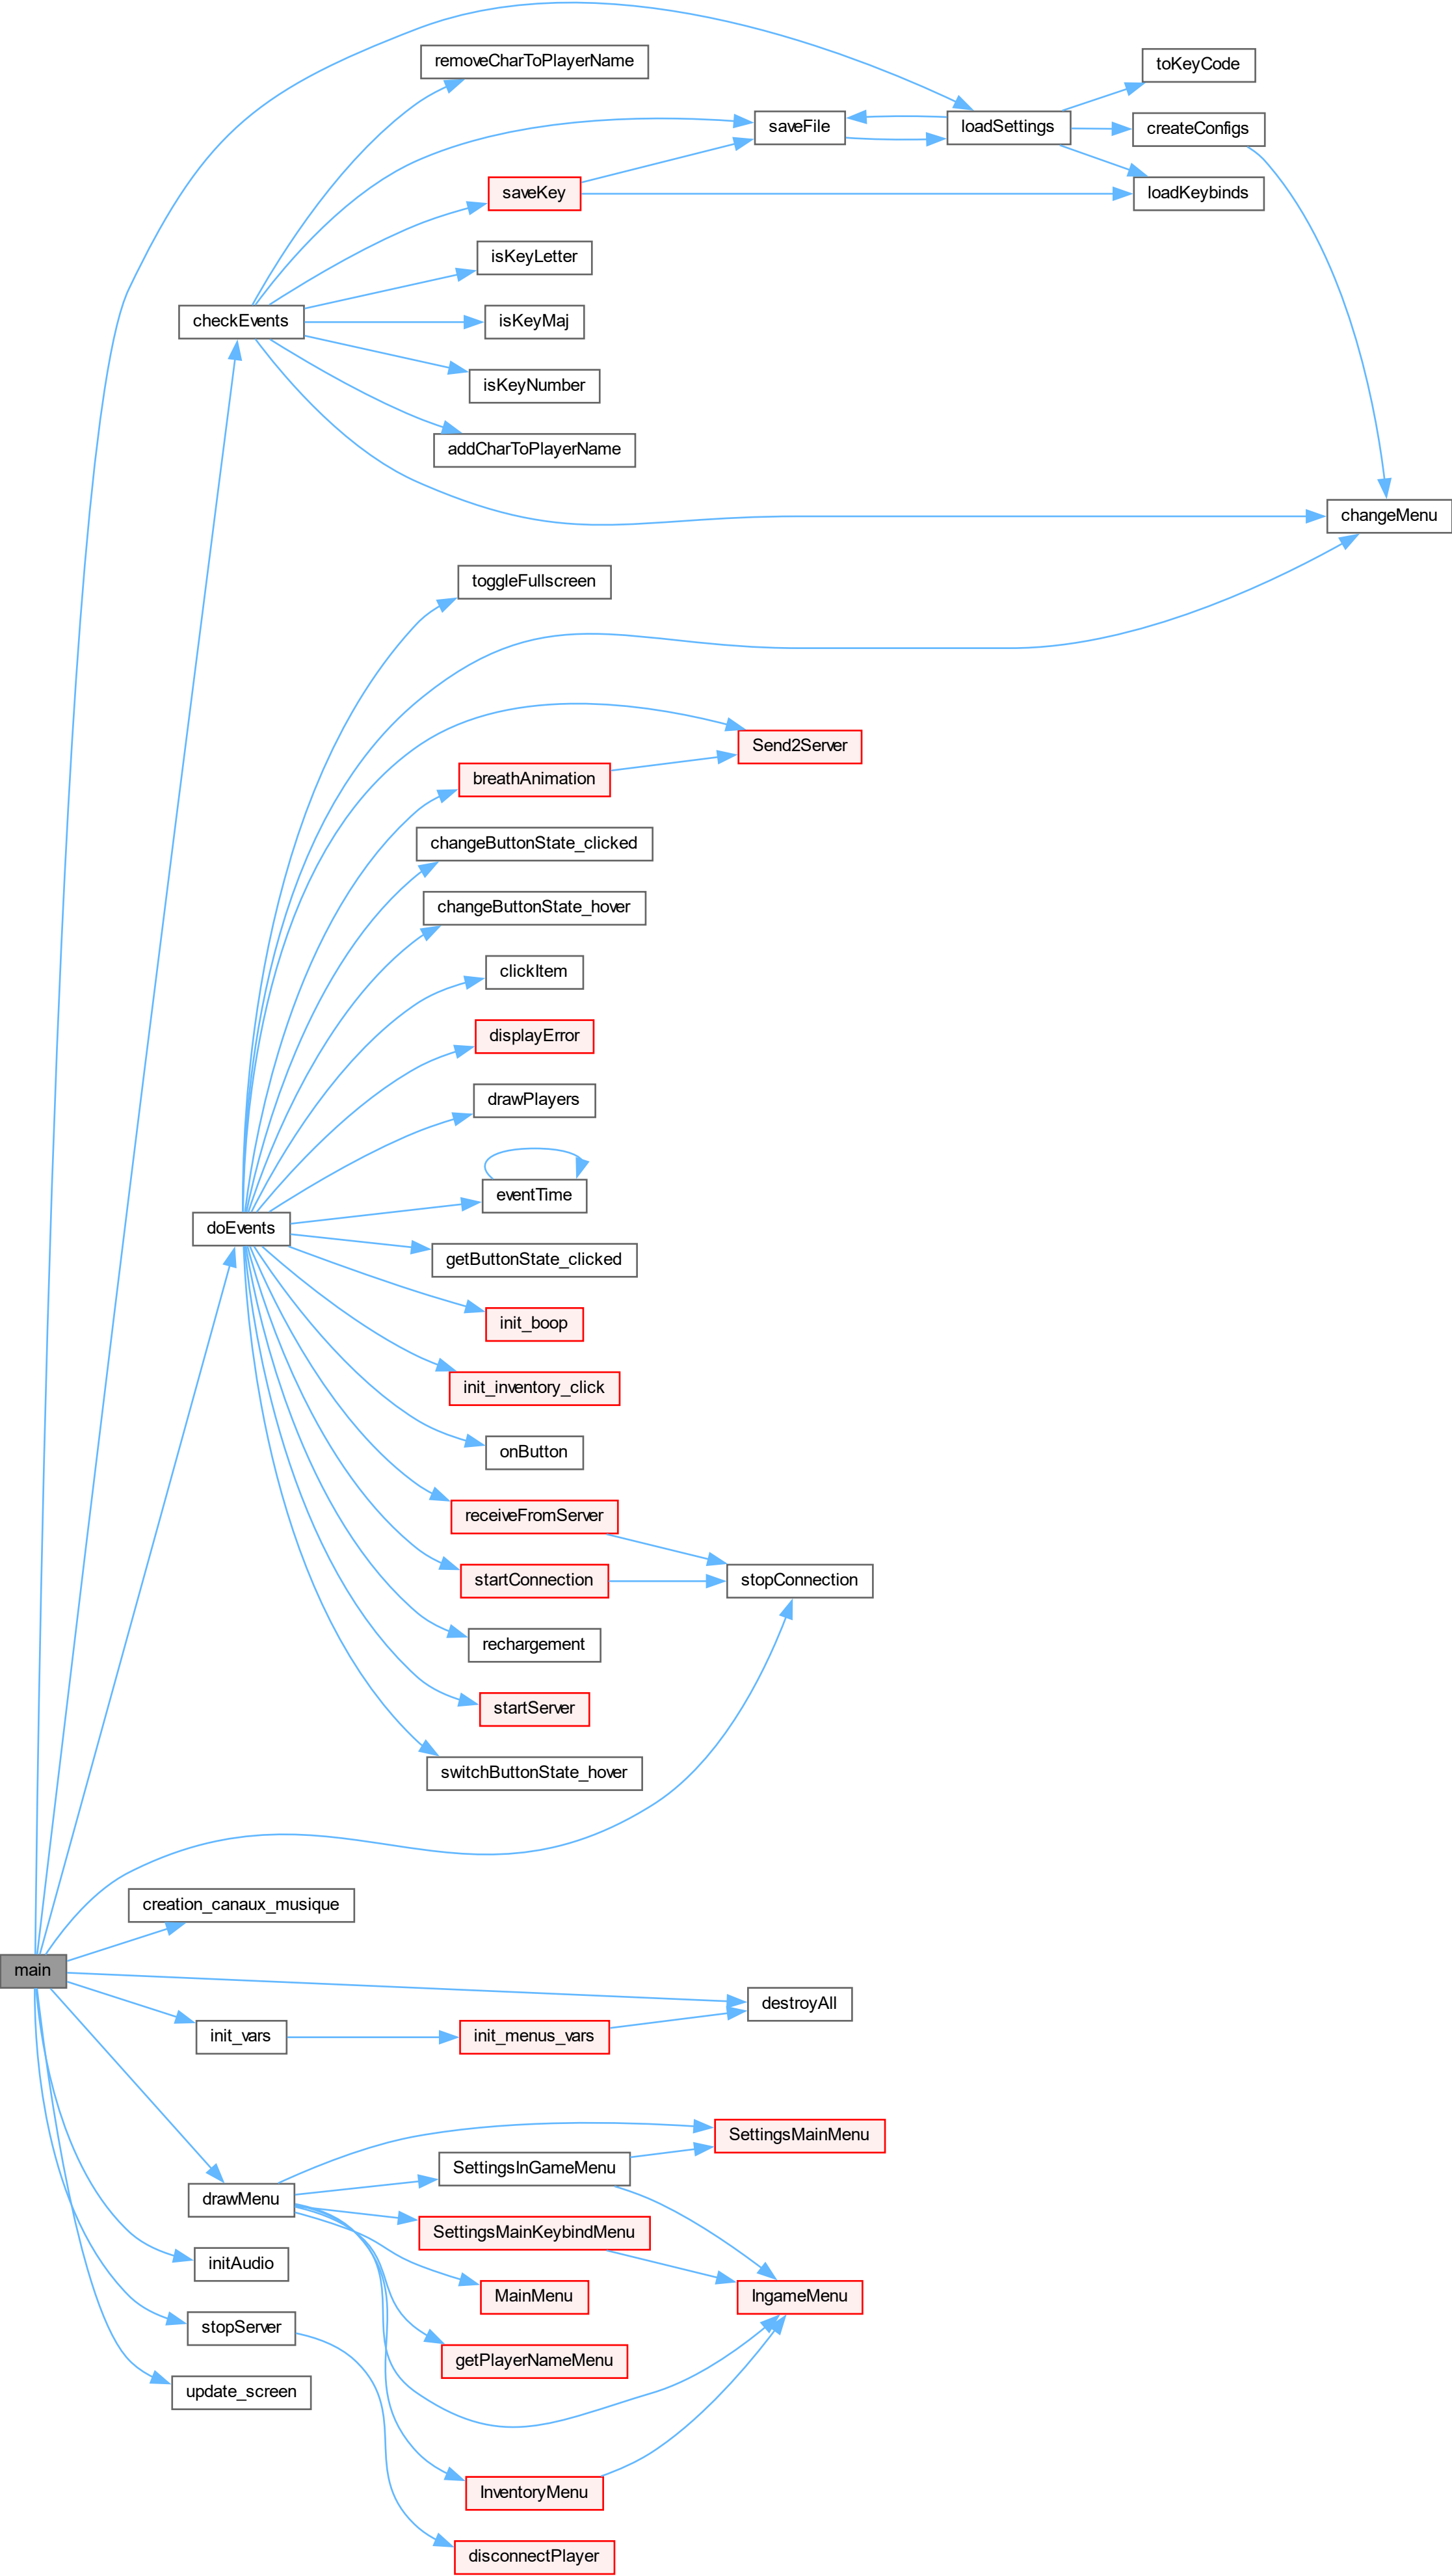 removeCharToPlayerName
toKeyCode
saveFile
loadSettings
createConfigs
saveKey
loadKeybinds
isKeyLetter
checkEvents
isKeyMaj
isKeyNumber
addCharToPlayerName
changeMenu
toggleFullscreen
Send2Server
breathAnimation
changeButtonState_clicked
changeButtonState_hover
clickItem
displayError
drawPlayers
eventTime
doEvents
getButtonState_clicked
init_boop
init_inventory_click
onButton
receiveFromServer
startConnection
stopConnection
rechargement
startServer
switchButtonState_hover
creation_canaux_musique
main
destroyAll
init_vars
init_menus_vars
SettingsMainMenu
SettingsInGameMenu
drawMenu
SettingsMainKeybindMenu
initAudio
MainMenu
IngameMenu
stopServer
getPlayerNameMenu
update_screen
InventoryMenu
disconnectPlayer